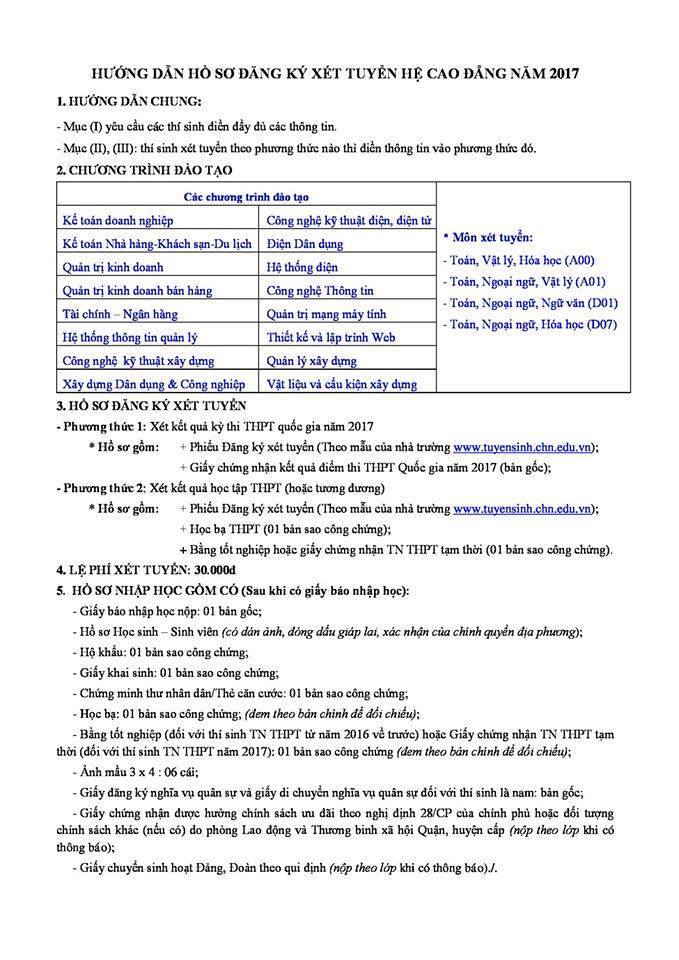 HƯỚNG DẪN HỒ SƠ ĐĂNG KÝ XÉT TUYỂN HỆ CAO ĐẲNG NĂM 2017
1. HƯỚNG DẪN CHUNG:
- Mục (I) yêu cầu các thí sinh điền đầy đủ các thông tin.
- Mục (II), (III): thí sinh xét tuyển theo phương thức nào thì điền thông tin vào phương thức đó.
2. CHƯƠNG TRÌNH ĐÀO TẠO
Các chương trình đào tạo
Kế toán doanh nghiệp
Công nghệ kỹ thuật điện, điện tử
Kế toán Nhà hàng-Khách sạn-Du lịch
Điện Dân dụng
Quản trị kinh doanh
Hệ thống điện
Quản trị kinh doanh bán hàng
Công nghệ Thông tin
Tài chính – Ngân hàng
Quản trị mạng máy tính
Hệ thống thông tin quản lý
Thiết kế và lập trình Web
Công nghệ kỹ thuật xây dựng
Quản lý xây dựng
Xây dựng Dân dụng & Công nghiệp
Vật liệu và cấu kiện xây dựng
* Môn xét tuyển:
- Toán, Vật lý, Hóa học (A00)
- Toán, Ngoại ngữ, Vật lý (A01)
- Toán, Ngoại ngữ, Ngữ văn (D01)
- Toán, Ngoại ngữ, Hóa học (D07)
3. HỒ SƠ ĐĂNG KÝ XÉT TUYỂN
- Phương thức 1: Xét kết quả kỳ thi THPT quốc gia năm 2017
* Hồ sơ gồm: + Phiếu Đăng ký xét tuyển (Theo mẫu của nhà trường www.tuyensinh.chn.edu.vn);
+ Giấy chứng nhận kết quả điểm thi THPT Quốc gia năm 2017 (bản gốc);
- Phương thức 2: Xét kết quả học tập THPT (hoặc tương đương)
* Hồ sơ gồm: + Phiếu Đăng ký xét tuyển (Theo mẫu của nhà trường www.tuyensinh.chn.edu.vn);
+ Học bạ THPT (01 bản sao công chứng);
+ Bằng tốt nghiệp hoặc giấy chứng nhận TN THPT tạm thời (01 bản sao công chứng).
4. LỆ PHÍ XÉT TUYỂN: 30.000đ
5. HỒ SƠ NHẬP HỌC GỒM CÓ (Sau khi có giấy báo nhập học):
- Giấy báo nhập học nộp: 01 bản gốc;
- Hồ sơ Học sinh – Sinh viên (có dán ảnh, đóng dấu giáp lai, xác nhận của chính quyền địa phương);
- Hộ khẩu: 01 bản sao công chứng;
- Giấy khai sinh: 01 bản sao công chứng;
- Chứng minh thư nhân dân/Thẻ căn cước: 01 bản sao công chứng;
- Học bạ: 01 bản sao công chứng; (đem theo bản chính để đối chiếu);
- Bằng tốt nghiệp (đối với thí sinh TN THPT từ năm 2016 về trước) hoặc Giấy chứng nhận TN THPT tạm
thời (đối với thí sinh TN THPT năm 2017): 01 bản sao công chứng (đem theo bản chính để đối chiếu);
- Ảnh mầu 3 x 4 : 06 cái;
- Giấy đăng ký nghĩa vụ quân sự và giấy di chuyển nghĩa vụ quân sự đối với thí sinh là nam: bản gốc;
- Giấy chứng nhận được hưởng chính sách ưu đãi theo nghị định 28/CP của chính phủ hoặc đối tượng
chính sách khác (nếu có) do phòng Lao động và Thương binh xã hội Quận, huyện cấp (nộp theo lớp khi có
thông báo);
- Giấy chuyển sinh hoạt Đảng, Đoàn theo qui định (nộp theo lớp khi có thông báo)./.